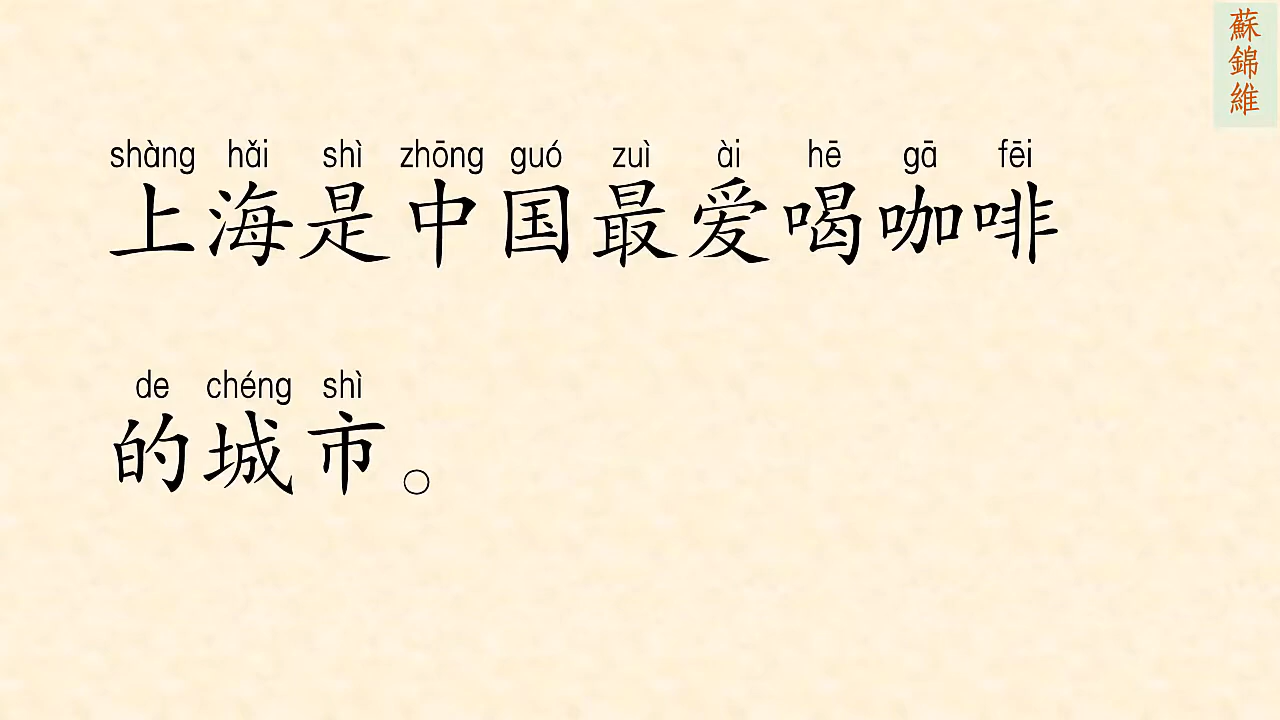 蘇錦維
shàng hǎi shì zhōng guó zuì ài hē gā fēi
上海是中国最爱喝咖啡
de chéng shì
的城市。